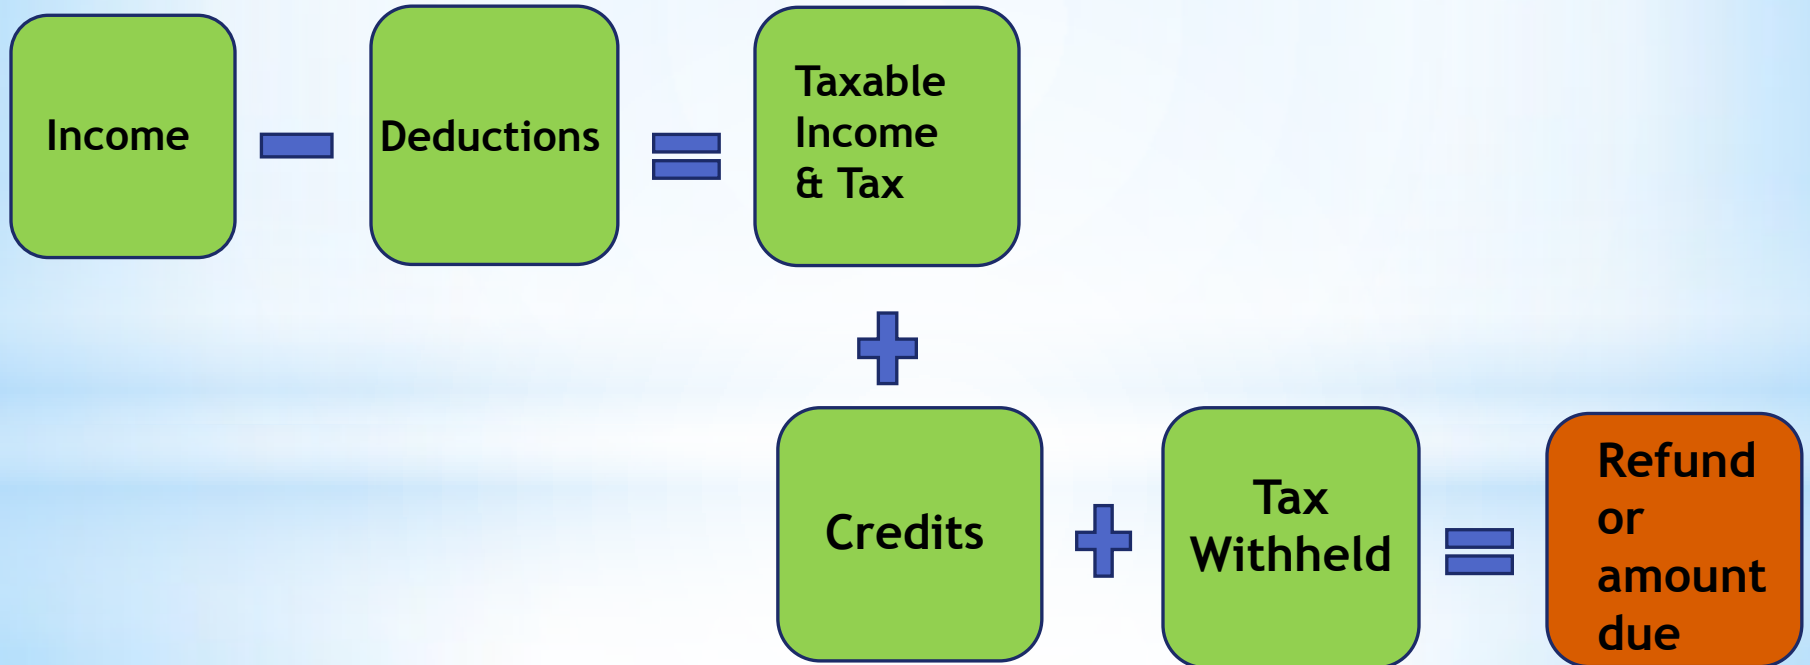 Income
Deductions
Taxable
Income
& Tax
Credits
Tax
Withheld
Refund
or
amount
due